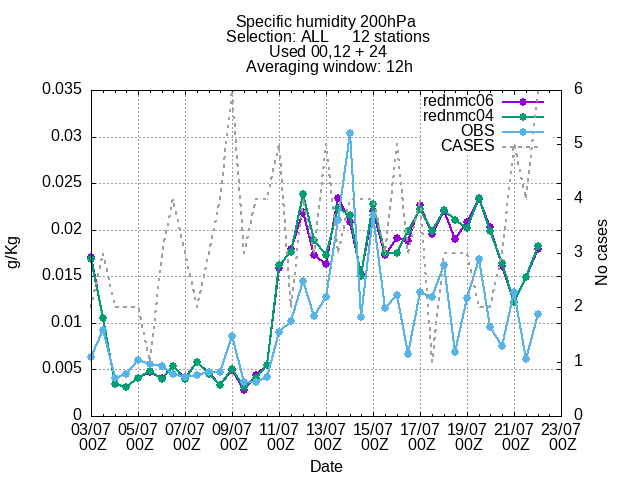 Specific humidity 200hPa
Selection: ALL 12 stations
Used 00,12 + 24
Averaging window: 12h
rednmc06
rednmc04
OBS
CASES
0.035
0.03
0.025
0.02
0.015
0.01
0.005
0
6
5
4
3
2
1
0
g/Kg
No cases
03/07 05/07 07/07 09/07 11/07 13/07 15/07 17/07 19/07 21/07 23/07
00Z 00Z 00Z 00Z 00Z 00Z 00Z 00Z 00Z 00Z 00Z
Date